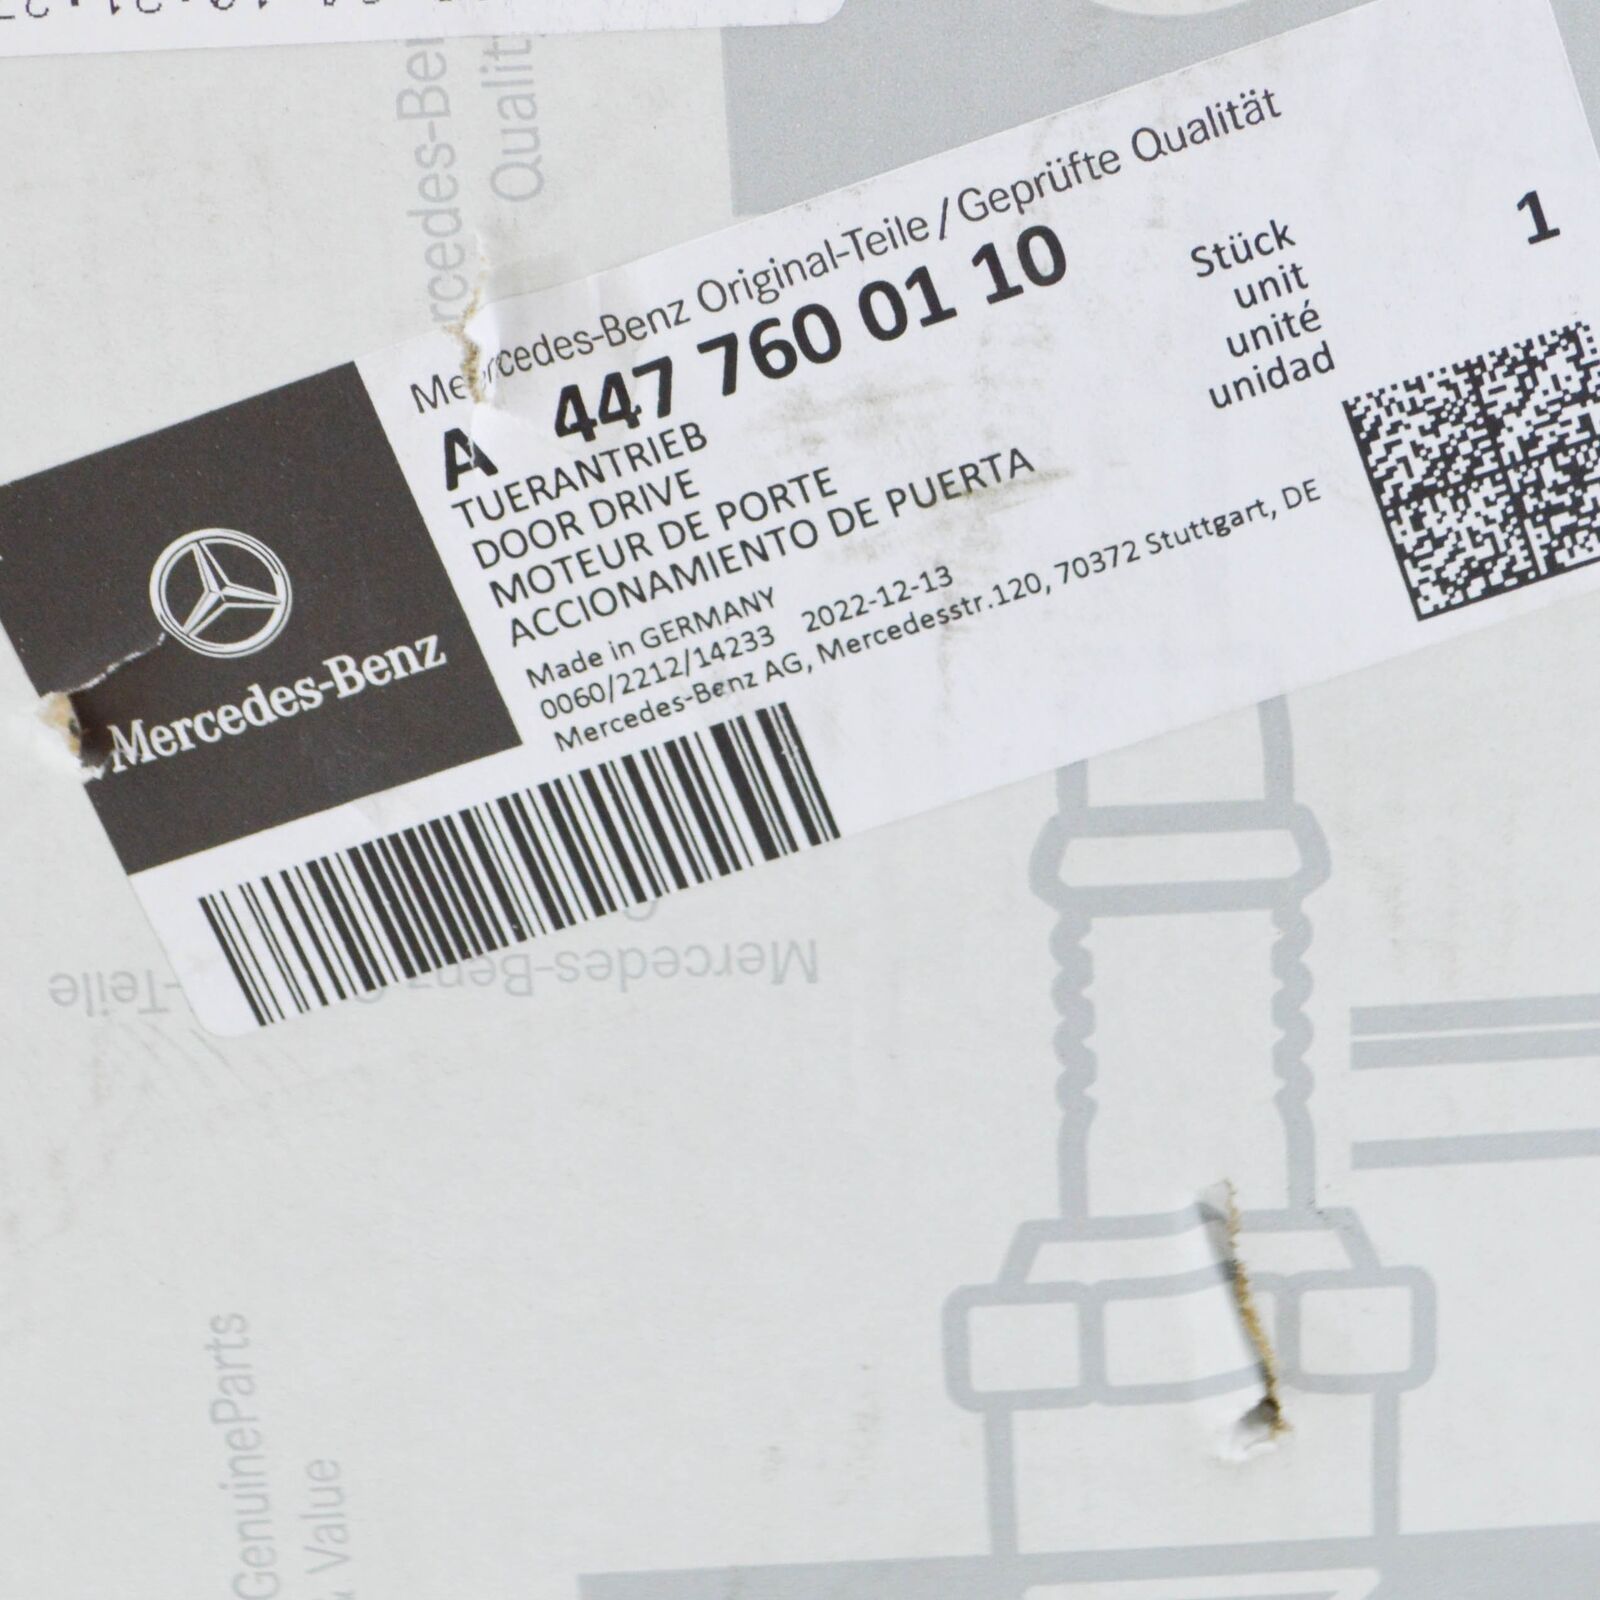 Mercedes-Ben
Qualit
Mercedes-Benz Original-Teile / Geprüfte Qualität
A 447 760 01 10
Stück 1
unit
unité
unidad
TUERANTRIEB
DOOR DRIVE
MOTEUR DE PORTE
ACCIONAMIENTO DE PUERTA
Made in GERMANY
0060/2212/14233 2022-12-13
Mercedes-Benz AG, Mercedesstr.120, 70372 Stuttgart, DE
Mercedes-Benz
Mercedes-Benz -Teile
GenuineParts
Value